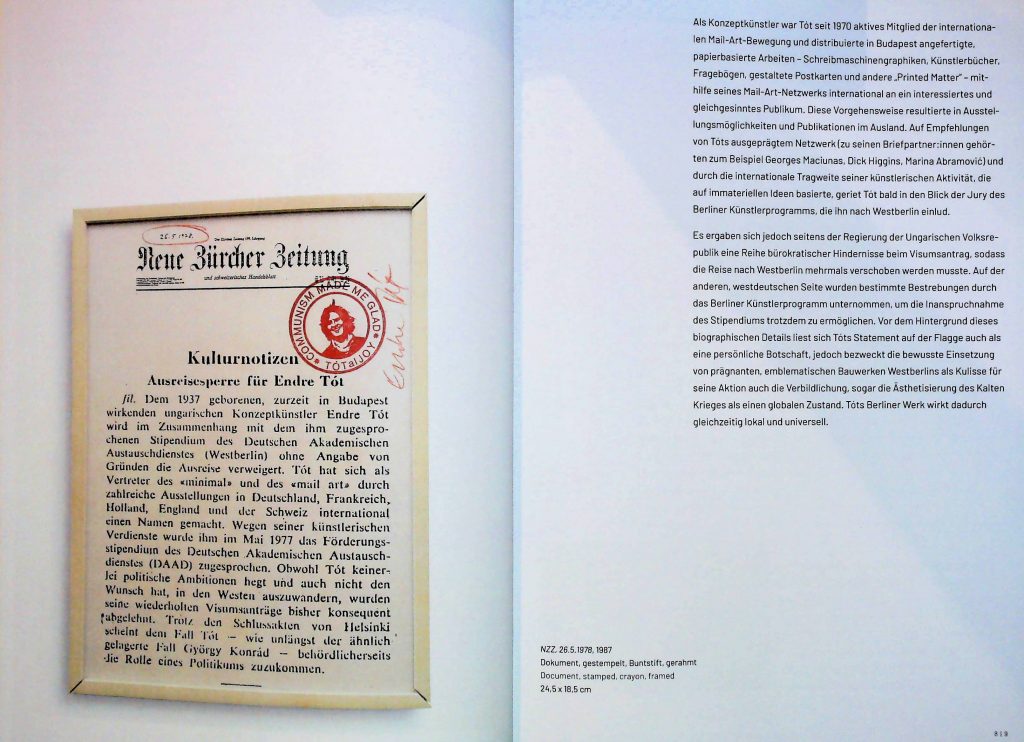 26.5.1978.
Neue Zürcher Zeitung
und schweizerisches Handelsblatt
COMMUNISM MADE ME GLAD
TÓTalJOY
Endre Tót
Kulturnotizen
Ausreisesperre für Endre Tót
fil. Dem 1937 geborenen, zurzeit in Budapest
wirkenden ungarischen Konzeptkünstler Endre Tót
wird im Zusammenhang mit dem ihm zugespro-
chenen Stipendium des Deutschen Akademischen
Austauschdienstes (Westberlin) ohne Angabe von
Gründen die Ausreise verweigert. Tót hat sich als
Vertreter des «minimal» und des «mail art» durch
zahlreiche Ausstellungen in Deutschland, Frankreich,
Holland, England und der Schweiz international
einen Namen gemacht. Wegen seiner künstlerischen
Verdienste wurde ihm im Mai 1977 das Förderungs-
stipendium des Deutschen Akademischen Austausch-
dienstes (DAAD) zugesprochen. Obwohl Tót keiner-
lei politische Ambitionen hegt und auch nicht den
Wunsch hat, in den Westen auszuwandern, wurden
seine wiederholten Visumsanträge bisher konsequent
abgelehnt. Trotz den Schlussakten von Helsinki
scheint dem Fall Tót – wie unlängst der ähnlich
gelagerte Fall György Konrád – behördlicherseits
die Rolle eines Politikums zuzukommen.
Als Konzeptkünstler war Tót seit 1970 aktives Mitglied der internationa-
len Mail-Art-Bewegung und distribuierte in Budapest angefertigte,
papierbasierte Arbeiten – Schreibmaschinengraphiken, Künstlerbücher,
Fragebögen, gestaltete Postkarten und andere „Printed Matter" – mit-
hilfe seines Mail-Art-Netzwerks international an ein interessiertes und
gleichgesinntes Publikum. Diese Vorgehensweise resultierte in Ausstel-
lungsmöglichkeiten und Publikationen im Ausland. Auf Empfehlungen
von Tóts ausgeprägtem Netzwerk (zu seinen Briefpartner:innen gehör-
ten zum Beispiel Georges Maciunas, Dick Higgins, Marina Abramović) und
durch die internationale Tragweite seiner künstlerischen Aktivität, die
auf immateriellen Ideen basierte, geriet Tót bald in den Blick der Jury des
Berliner Künstlerprogramms, die ihn nach Westberlin einlud.
Es ergaben sich jedoch seitens der Regierung der Ungarischen Volksre-
publik eine Reihe bürokratischer Hindernisse beim Visumsantrag, sodass
die Reise nach Westberlin mehrmals verschoben werden musste. Auf der
anderen, westdeutschen Seite wurden bestimmte Bestrebungen durch
das Berliner Künstlerprogramm unternommen, um die Inanspruchnahme
des Stipendiums trotzdem zu ermöglichen. Vor dem Hintergrund dieses
biographischen Details liest sich Tóts Statement auf der Flagge auch als
eine persönliche Botschaft, jedoch bezweckt die bewusste Einsetzung
von prägnanten, emblematischen Bauwerken Westberlins als Kulisse für
seine Aktion auch die Verbildlichung, sogar die Ästhetisierung des Kalten
Krieges als einen globalen Zustand. Tóts Berliner Werk wirkt dadurch
gleichzeitig lokal und universell.
NZZ, 26.5.1978, 1987
Dokument, gestempelt, Buntstift, gerahmt
Document, stamped, crayon, framed
24,5 x 18,5 cm